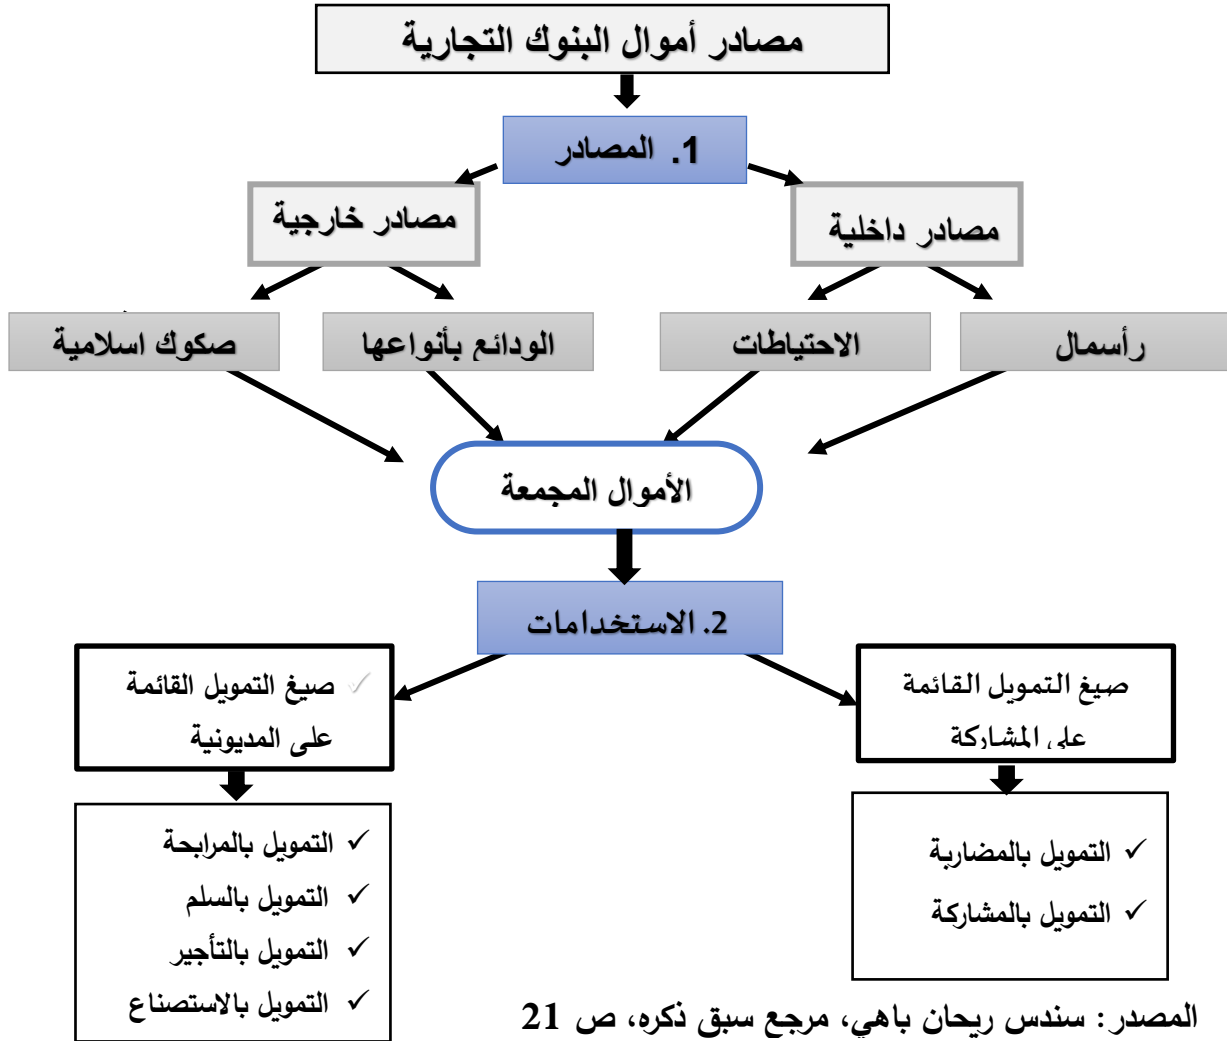 مصادر أموال البنوك التجارية
1. المصادر
مصادر داخلية
مصادر خارجية
رأسمال
الاحتياطات
الودائع بأنواعها
صكوك اسلامية
الأموال المجمعة
2. الاستخدامات
صيغ التمويل القائمة
على المشاركة
✓ صيغ التمويل القائمة
على المديونية
✓ التمويل بالمضاربة
✓ التمويل بالمشاركة
✓ التمويل بالمرابحة
✓ التمويل بالسلم
✓ التمويل بالتأجير
✓ التمويل بالاستصناع
المصدر: سندس ريحان باهي، مرجع سبق ذكره، ص 21